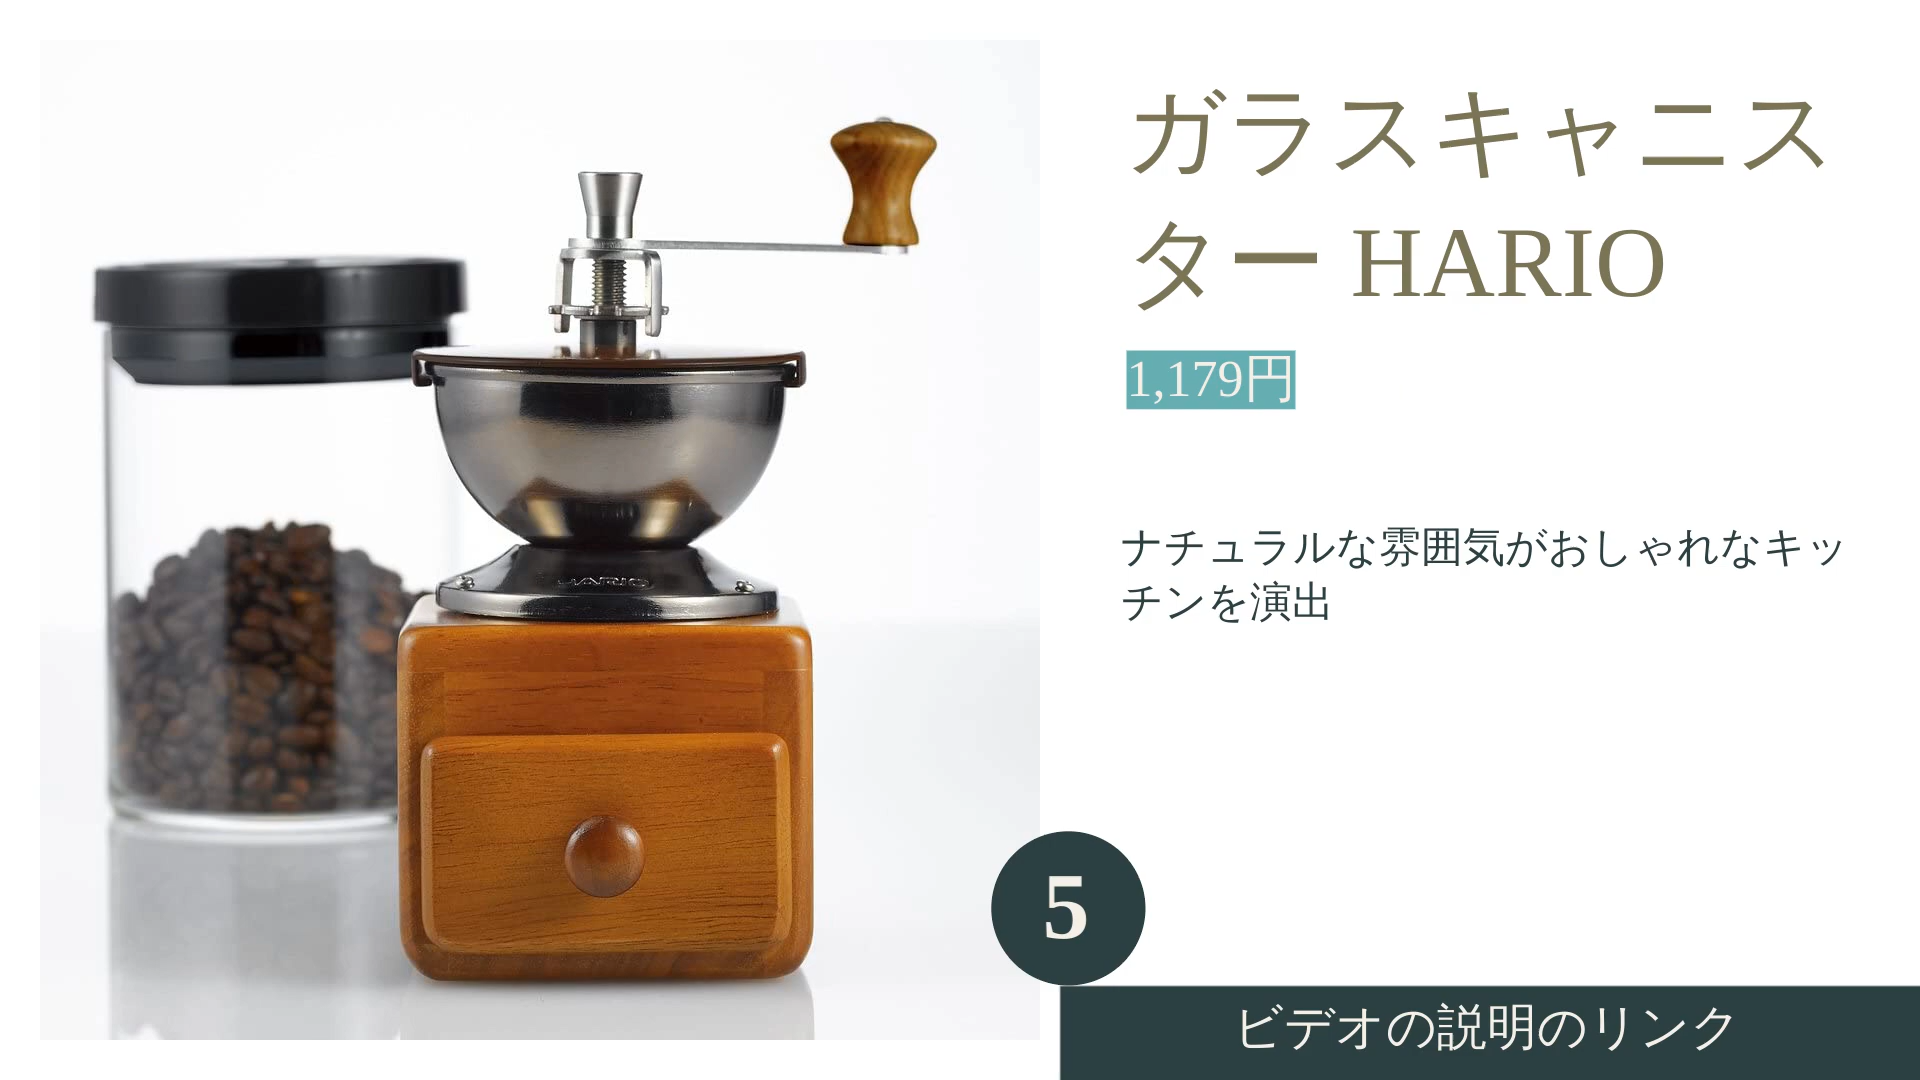 ガラスキャニス
ター HARIO
1,179円
ナチュラルな雰囲気がおしゃれなキッ
チンを演出
HARIO
5
ビデオの説明のリンク